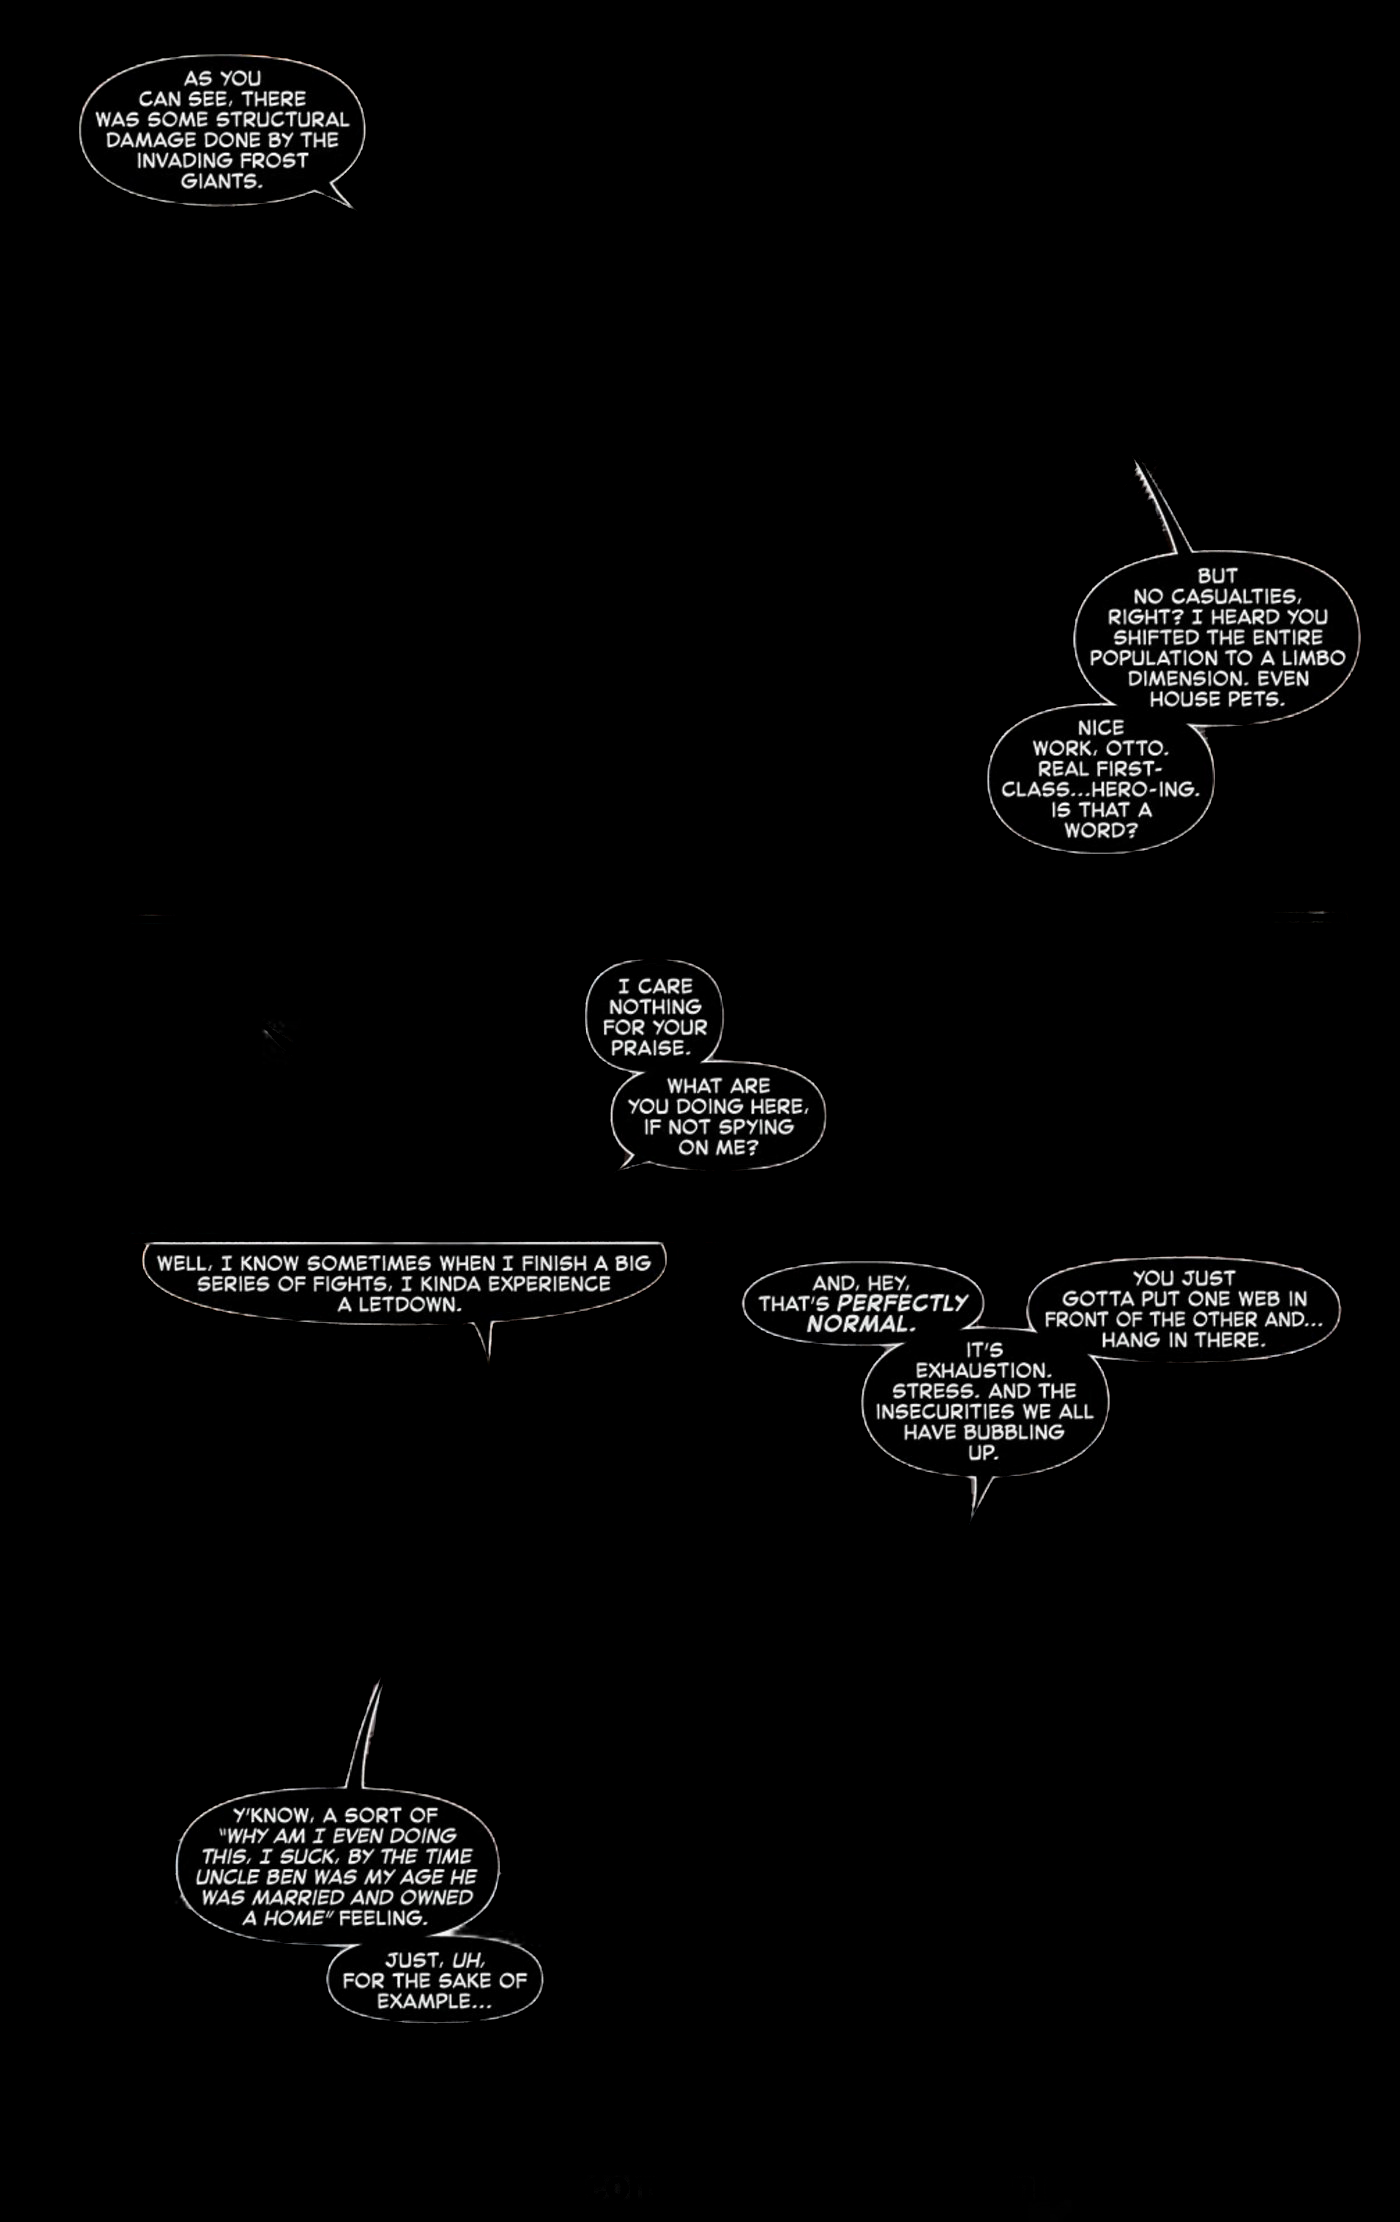 AS YOU
CAN SEE, THERE
WAS SOME STRUCTURAL
DAMAGE DONE BY THE
INVADING FROST
GIANTS.
BUT
NO CASUALTIES,
RIGHT? I HEARD YOU
SHIFTED THE ENTIRE
POPULATION TO A LIMBO
DIMENSION. EVEN
HOUSE PETS.
NICE
WORK, OTTO.
REAL FIRST-
CLASS...HERO-ING.
IS THAT A
WORD?
I CARE
NOTHING
FOR YOUR
PRAISE.
WHAT ARE
YOU DOING HERE,
IF NOT SPYING
ON ME?
WELL, I KNOW SOMETIMES WHEN I FINISH A BIG
SERIES OF FIGHTS, I KINDA EXPERIENCE
A LETDOWN.
AND, HEY,
THAT'S PERFECTLY
NORMAL.
IT'S
EXHAUSTION.
STRESS. AND THE
INSECURITIES WE ALL
HAVE BUBBLING
UP.
YOU JUST
GOTTA PUT ONE WEB IN
FRONT OF THE OTHER AND...
HANG IN THERE.
Y'KNOW, A SORT OF
"WHY AM I EVEN DOING
THIS, I SUCK, BY THE TIME
UNCLE BEN WAS MY AGE HE
WAS MARRIED AND OWNED
A HOME" FEELING.
JUST, UH,
FOR THE SAKE OF
EXAMPLE...